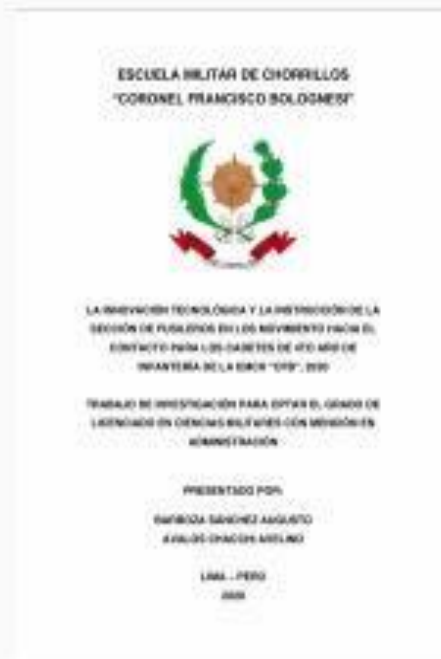 ESCUELA MILITAR DE CHORRILLOS
"CORONEL FRANCISCO BOLOGNESI"
LA INNOVACIÓN TECNOLÓGICA Y LA INSTRUCCIÓN DE LA
SECCIÓN DE FUSILEROS EN LOS MOVIMIENTO HACIA EL
CONTACTO PARA LOS CADETES DE 4TO AÑO DE
INFANTERÍA DE LA EMCH "CFB", 2020
TRABAJO DE INVESTIGACIÓN PARA OPTAR EL GRADO DE
LICENCIADO EN CIENCIAS MILITARES CON MENCIÓN EN
ADMINISTRACIÓN
PRESENTADO POR:
BARBOZA SANCHEZ AUGUSTO
AVALOS CHACCHI AVELINO
LIMA – PERÚ
2020